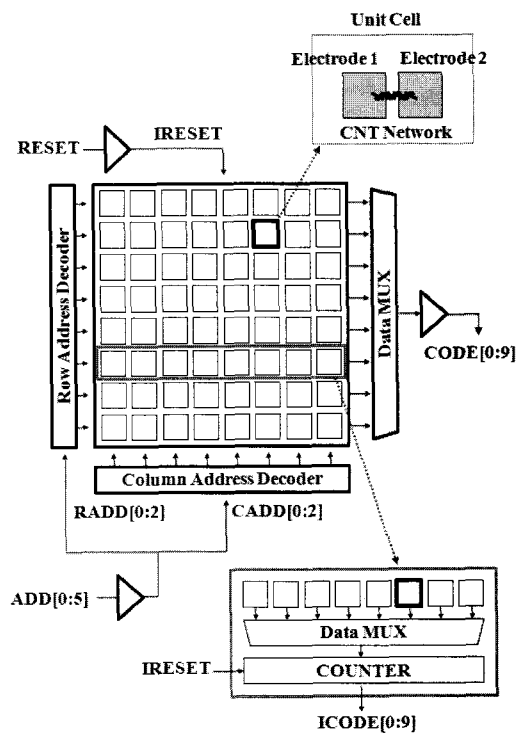 Unit Cell
Electrode 1 Electrode 2
CNT Network
RESET
IRESET
Row Address Decoder
Data MUX
CODE[0:9]
Column Address Decoder
RADD[0:2] CADD[0:2]
ADD[0:5]
Data MUX
IRESET
COUNTER
ICODE[0:9]